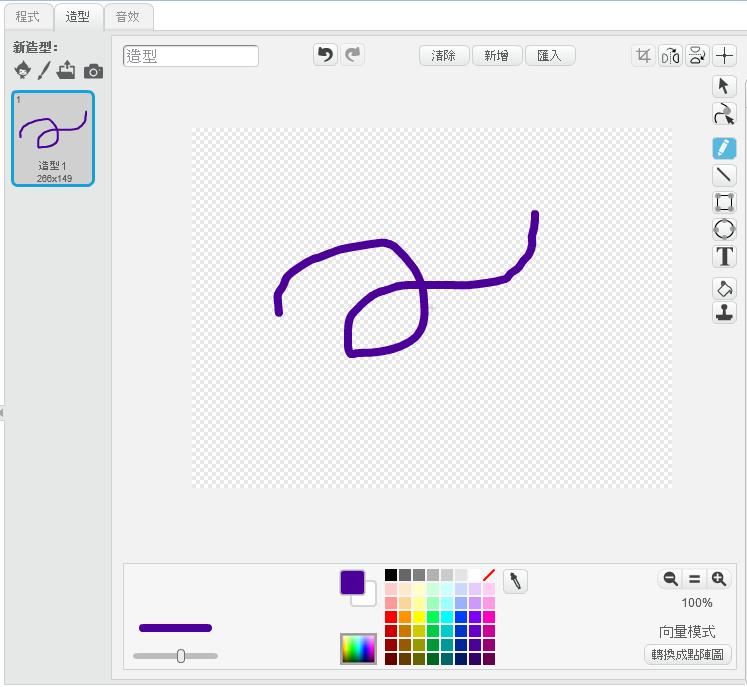 程式 造型 音效
新造型：
造型
清除 新增 匯入
1
造型1
266x149
T
100%
向量模式
轉換成點陣圖